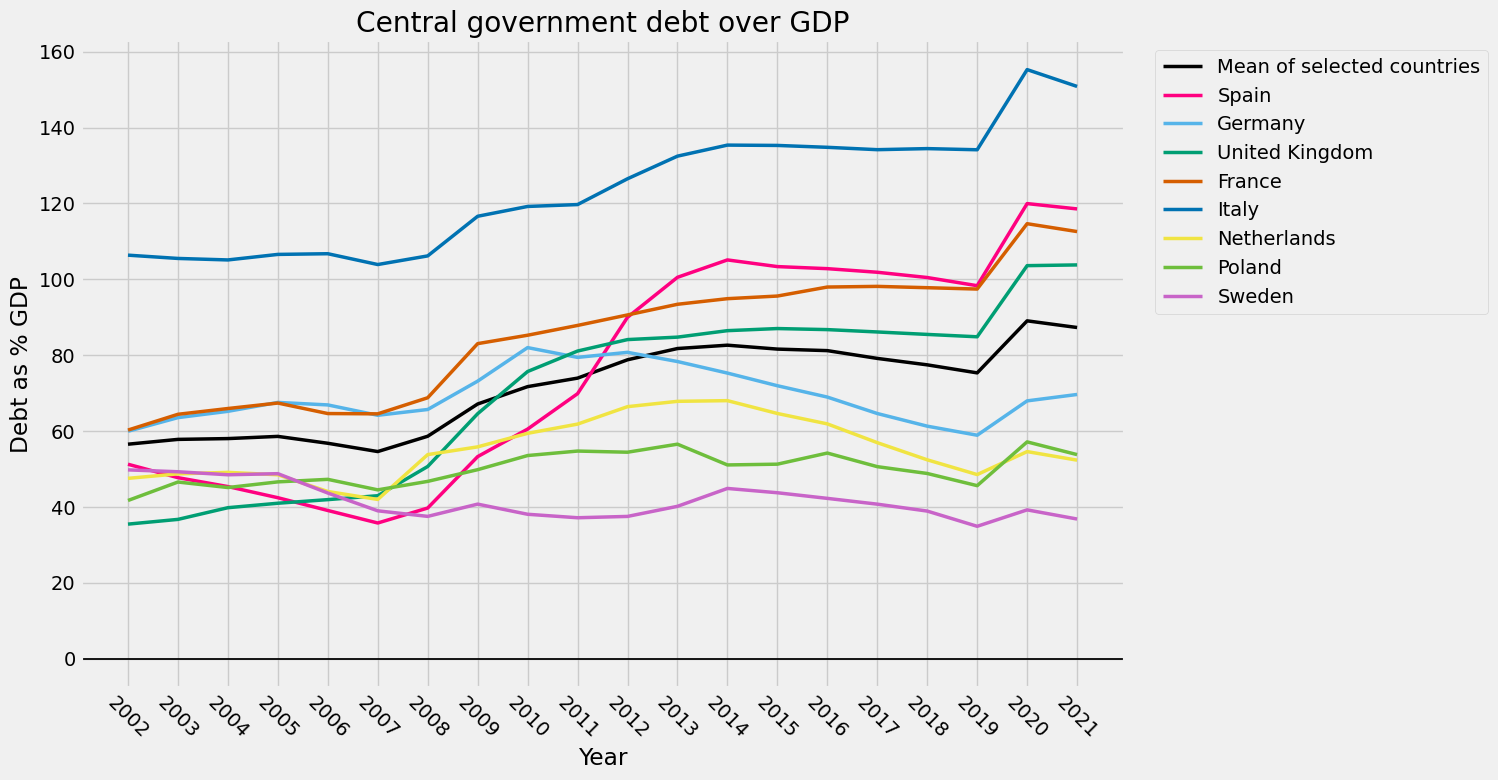 Central government debt over GDP
160
140
120
100
80
60
40
20
0
Debt as % GDP
2002
2003
2004
2005
2006
2007
2008
2009
2010
2011
2012
2013
2014
2015
2016
2017
2018
2019
2020
2021
Year
Mean of selected countries
Spain
Germany
United Kingdom
France
Italy
Netherlands
Poland
Sweden